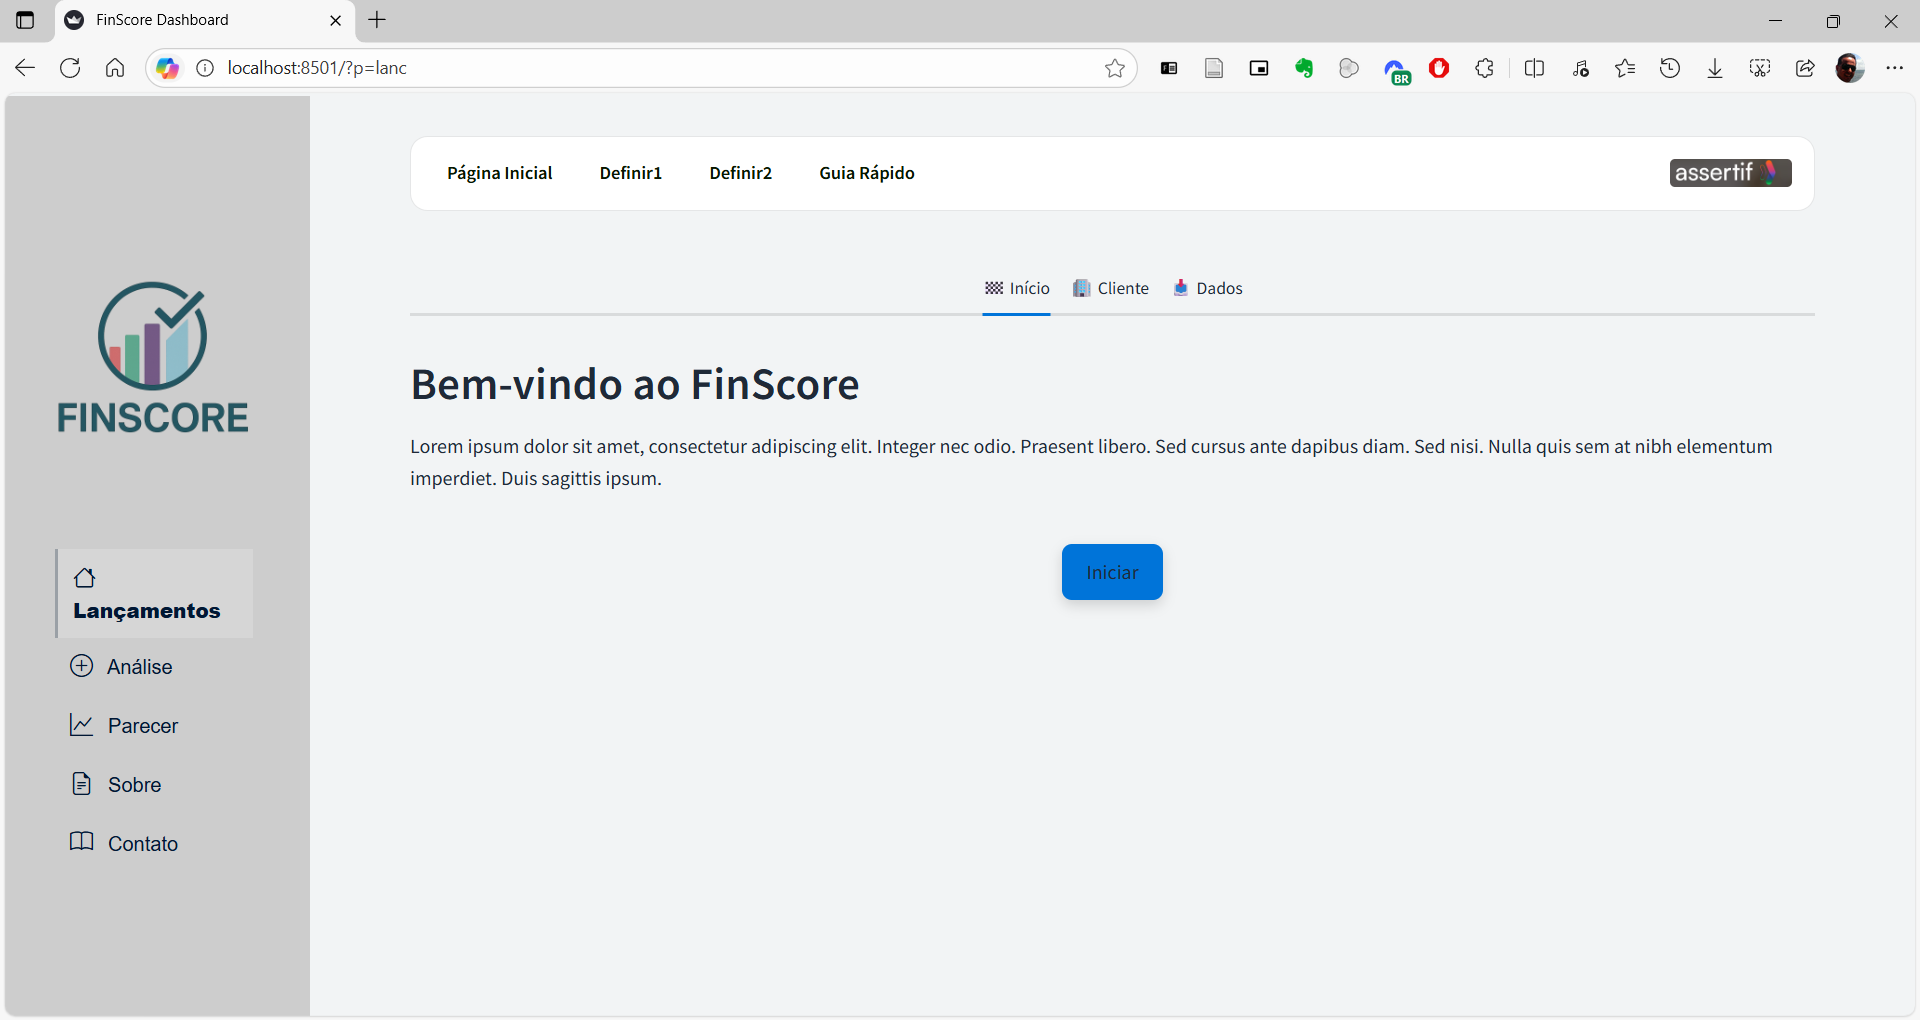 FinScore Dashboard
localhost:8501/?p=lanc
BR
Página Inicial
Definir1
Definir2
Guia Rápido
assertif
FINSCORE
Início
Cliente
Dados
Bem-vindo ao FinScore
Lorem ipsum dolor sit amet, consectetur adipiscing elit. Integer nec odio. Praesent libero. Sed cursus ante dapibus diam. Sed nisi. Nulla quis sem at nibh elementum
imperdiet. Duis sagittis ipsum.
Iniciar
Lançamentos
Análise
Parecer
Sobre
Contato